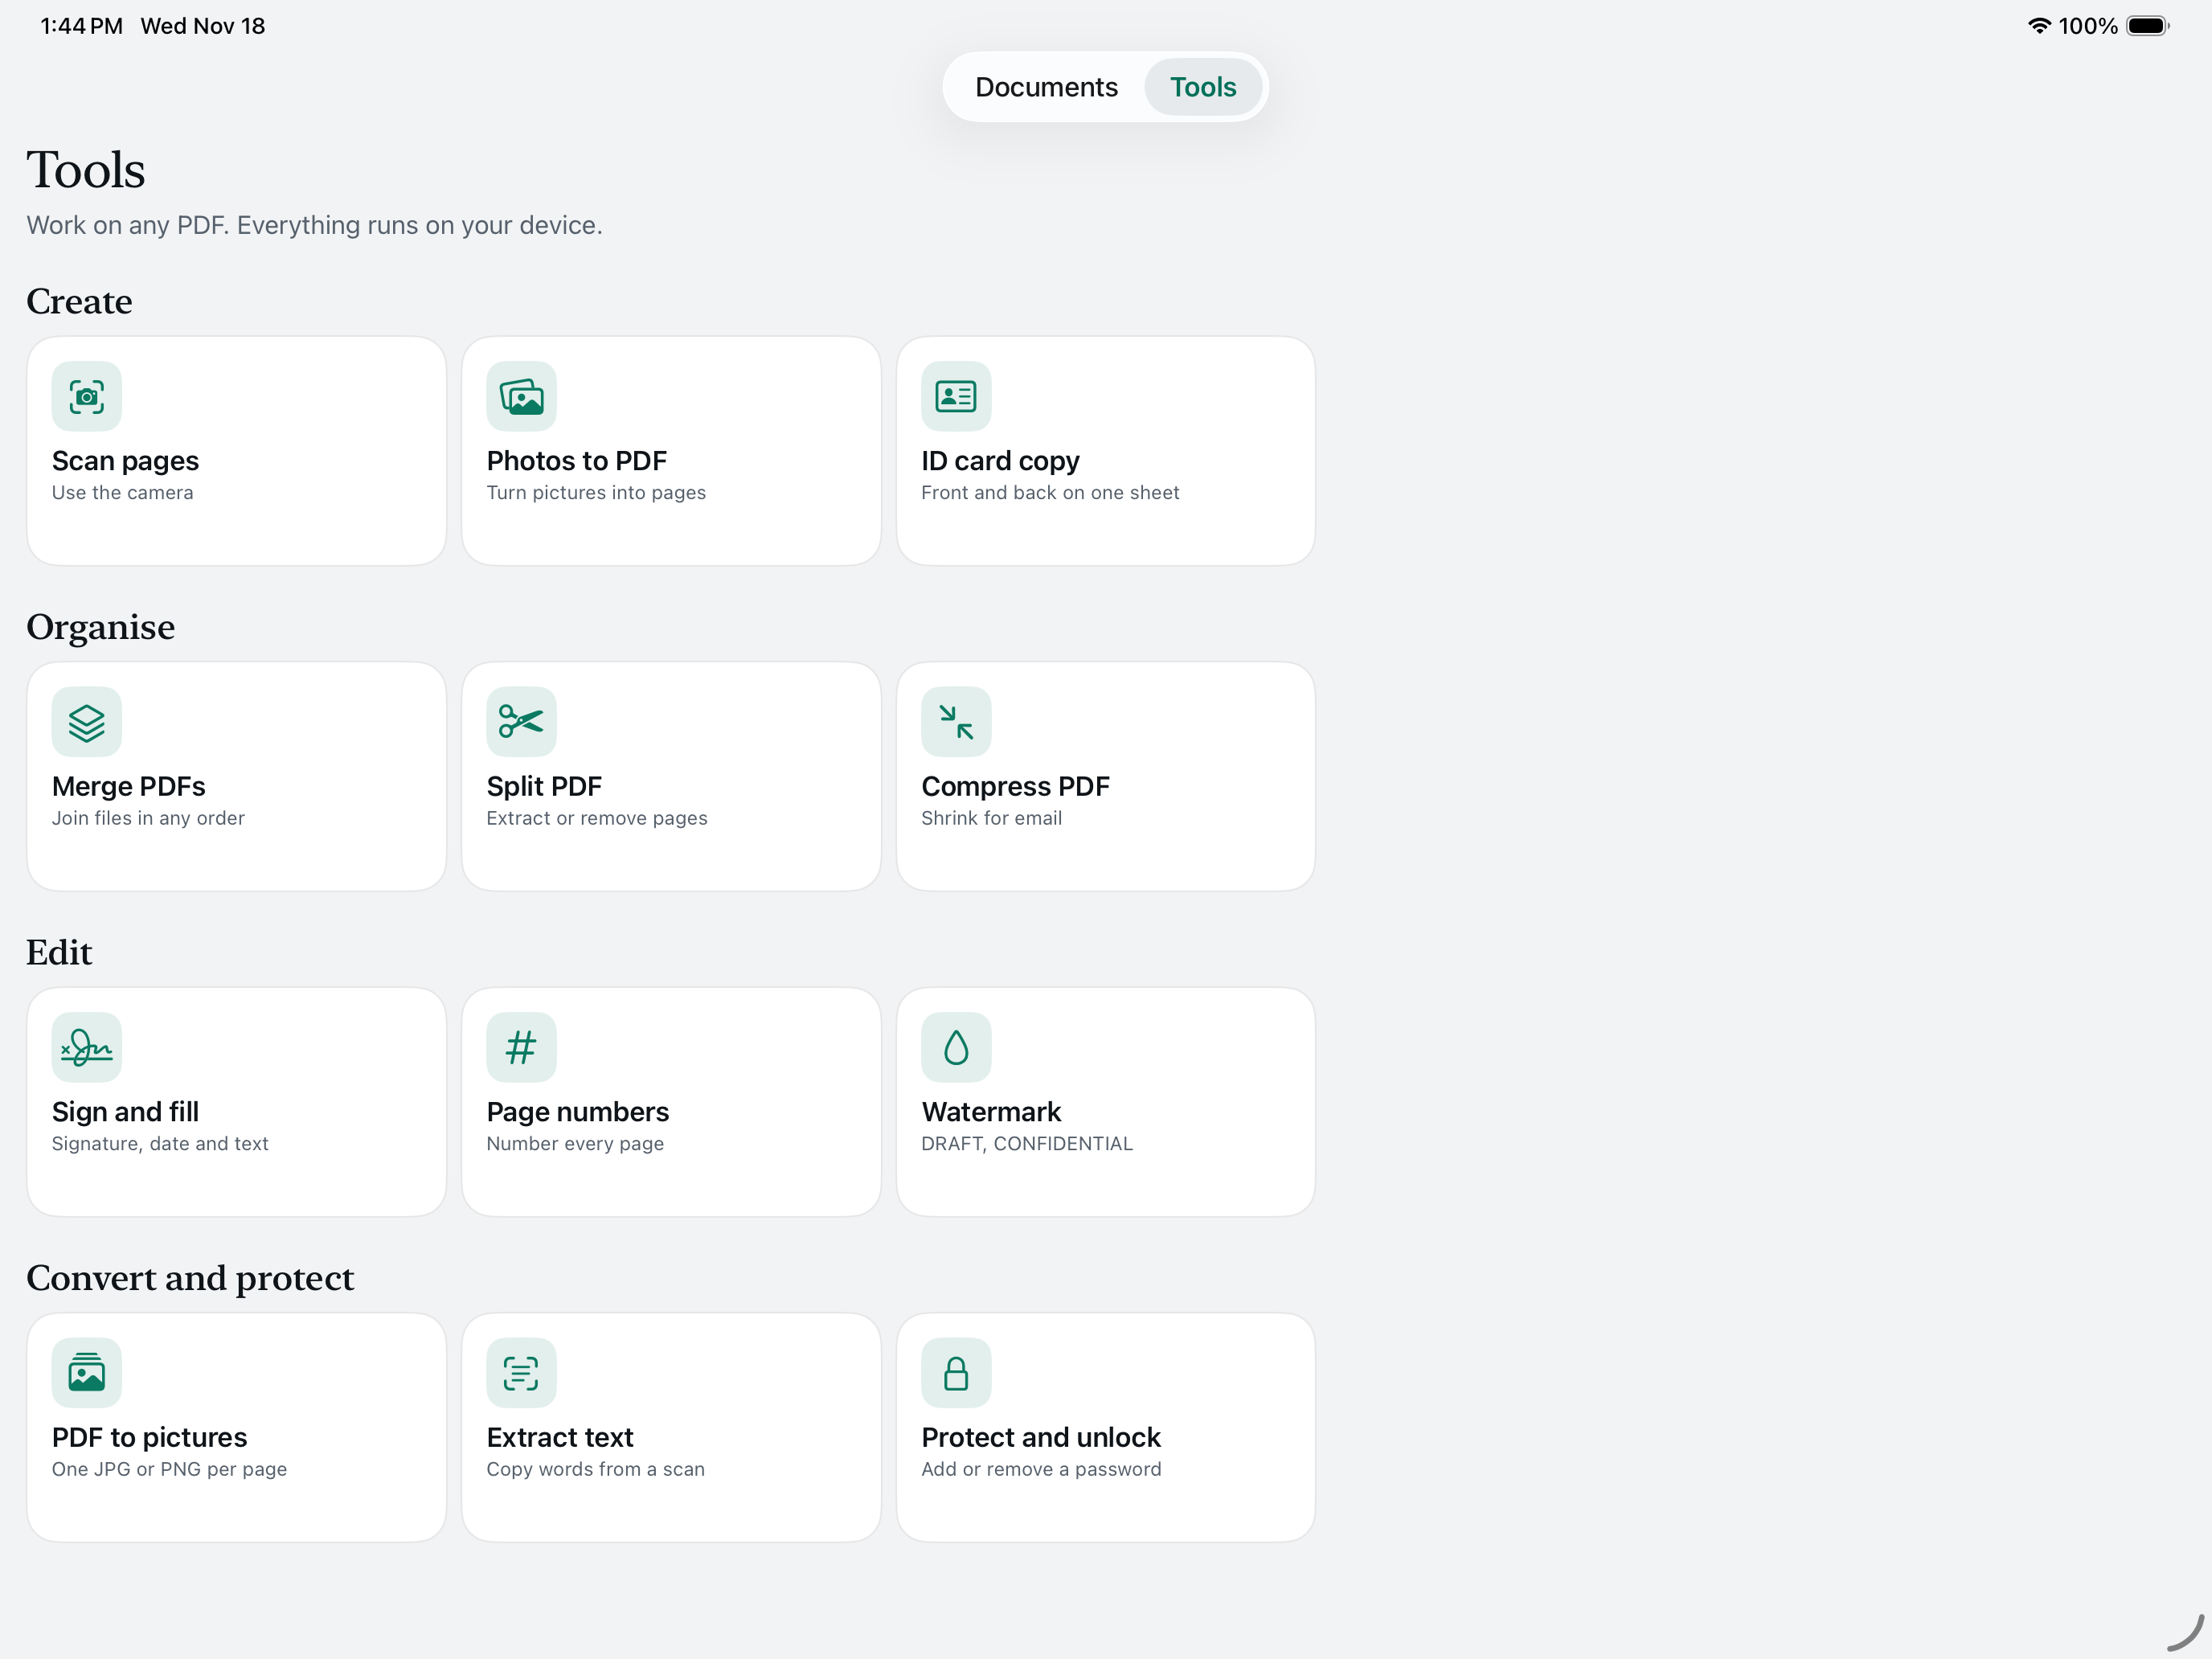 1:44 PM Wed Nov 18
100%
Documents Tools
Tools
Work on any PDF. Everything runs on your device.
Create
Scan pages
Use the camera
Photos to PDF
Turn pictures into pages
ID card copy
Front and back on one sheet
Organise
Merge PDFs
Join files in any order
Split PDF
Extract or remove pages
Compress PDF
Shrink for email
Edit
Sign and fill
Signature, date and text
Page numbers
Number every page
Watermark
DRAFT, CONFIDENTIAL
Convert and protect
PDF to pictures
One JPG or PNG per page
Extract text
Copy words from a scan
Protect and unlock
Add or remove a password